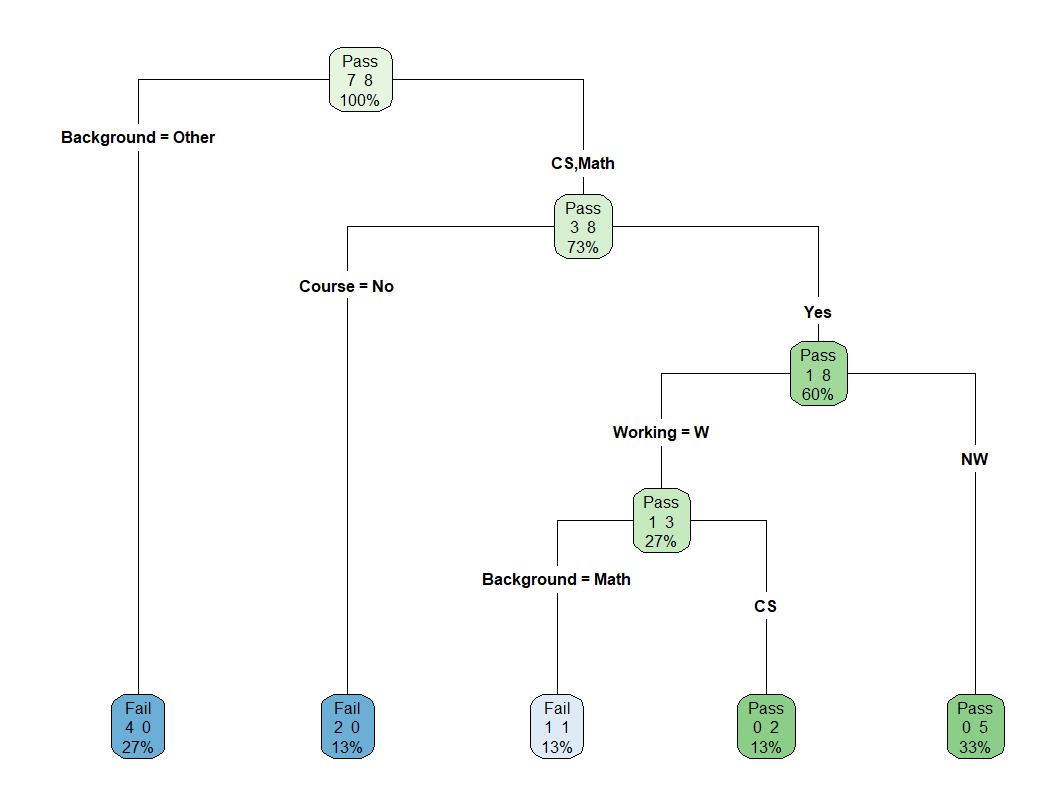 Pass
7 8
100%
Background = Other
CS,Math
Pass
3 8
73%
Course = No
Yes
Pass
1 8
60%
Working = W
NW
Pass
1 3
27%
Background = Math
CS
Fail
4 0
27%
Fail
2 0
13%
Fail
1 1
13%
Pass
0 2
13%
Pass
0 5
33%